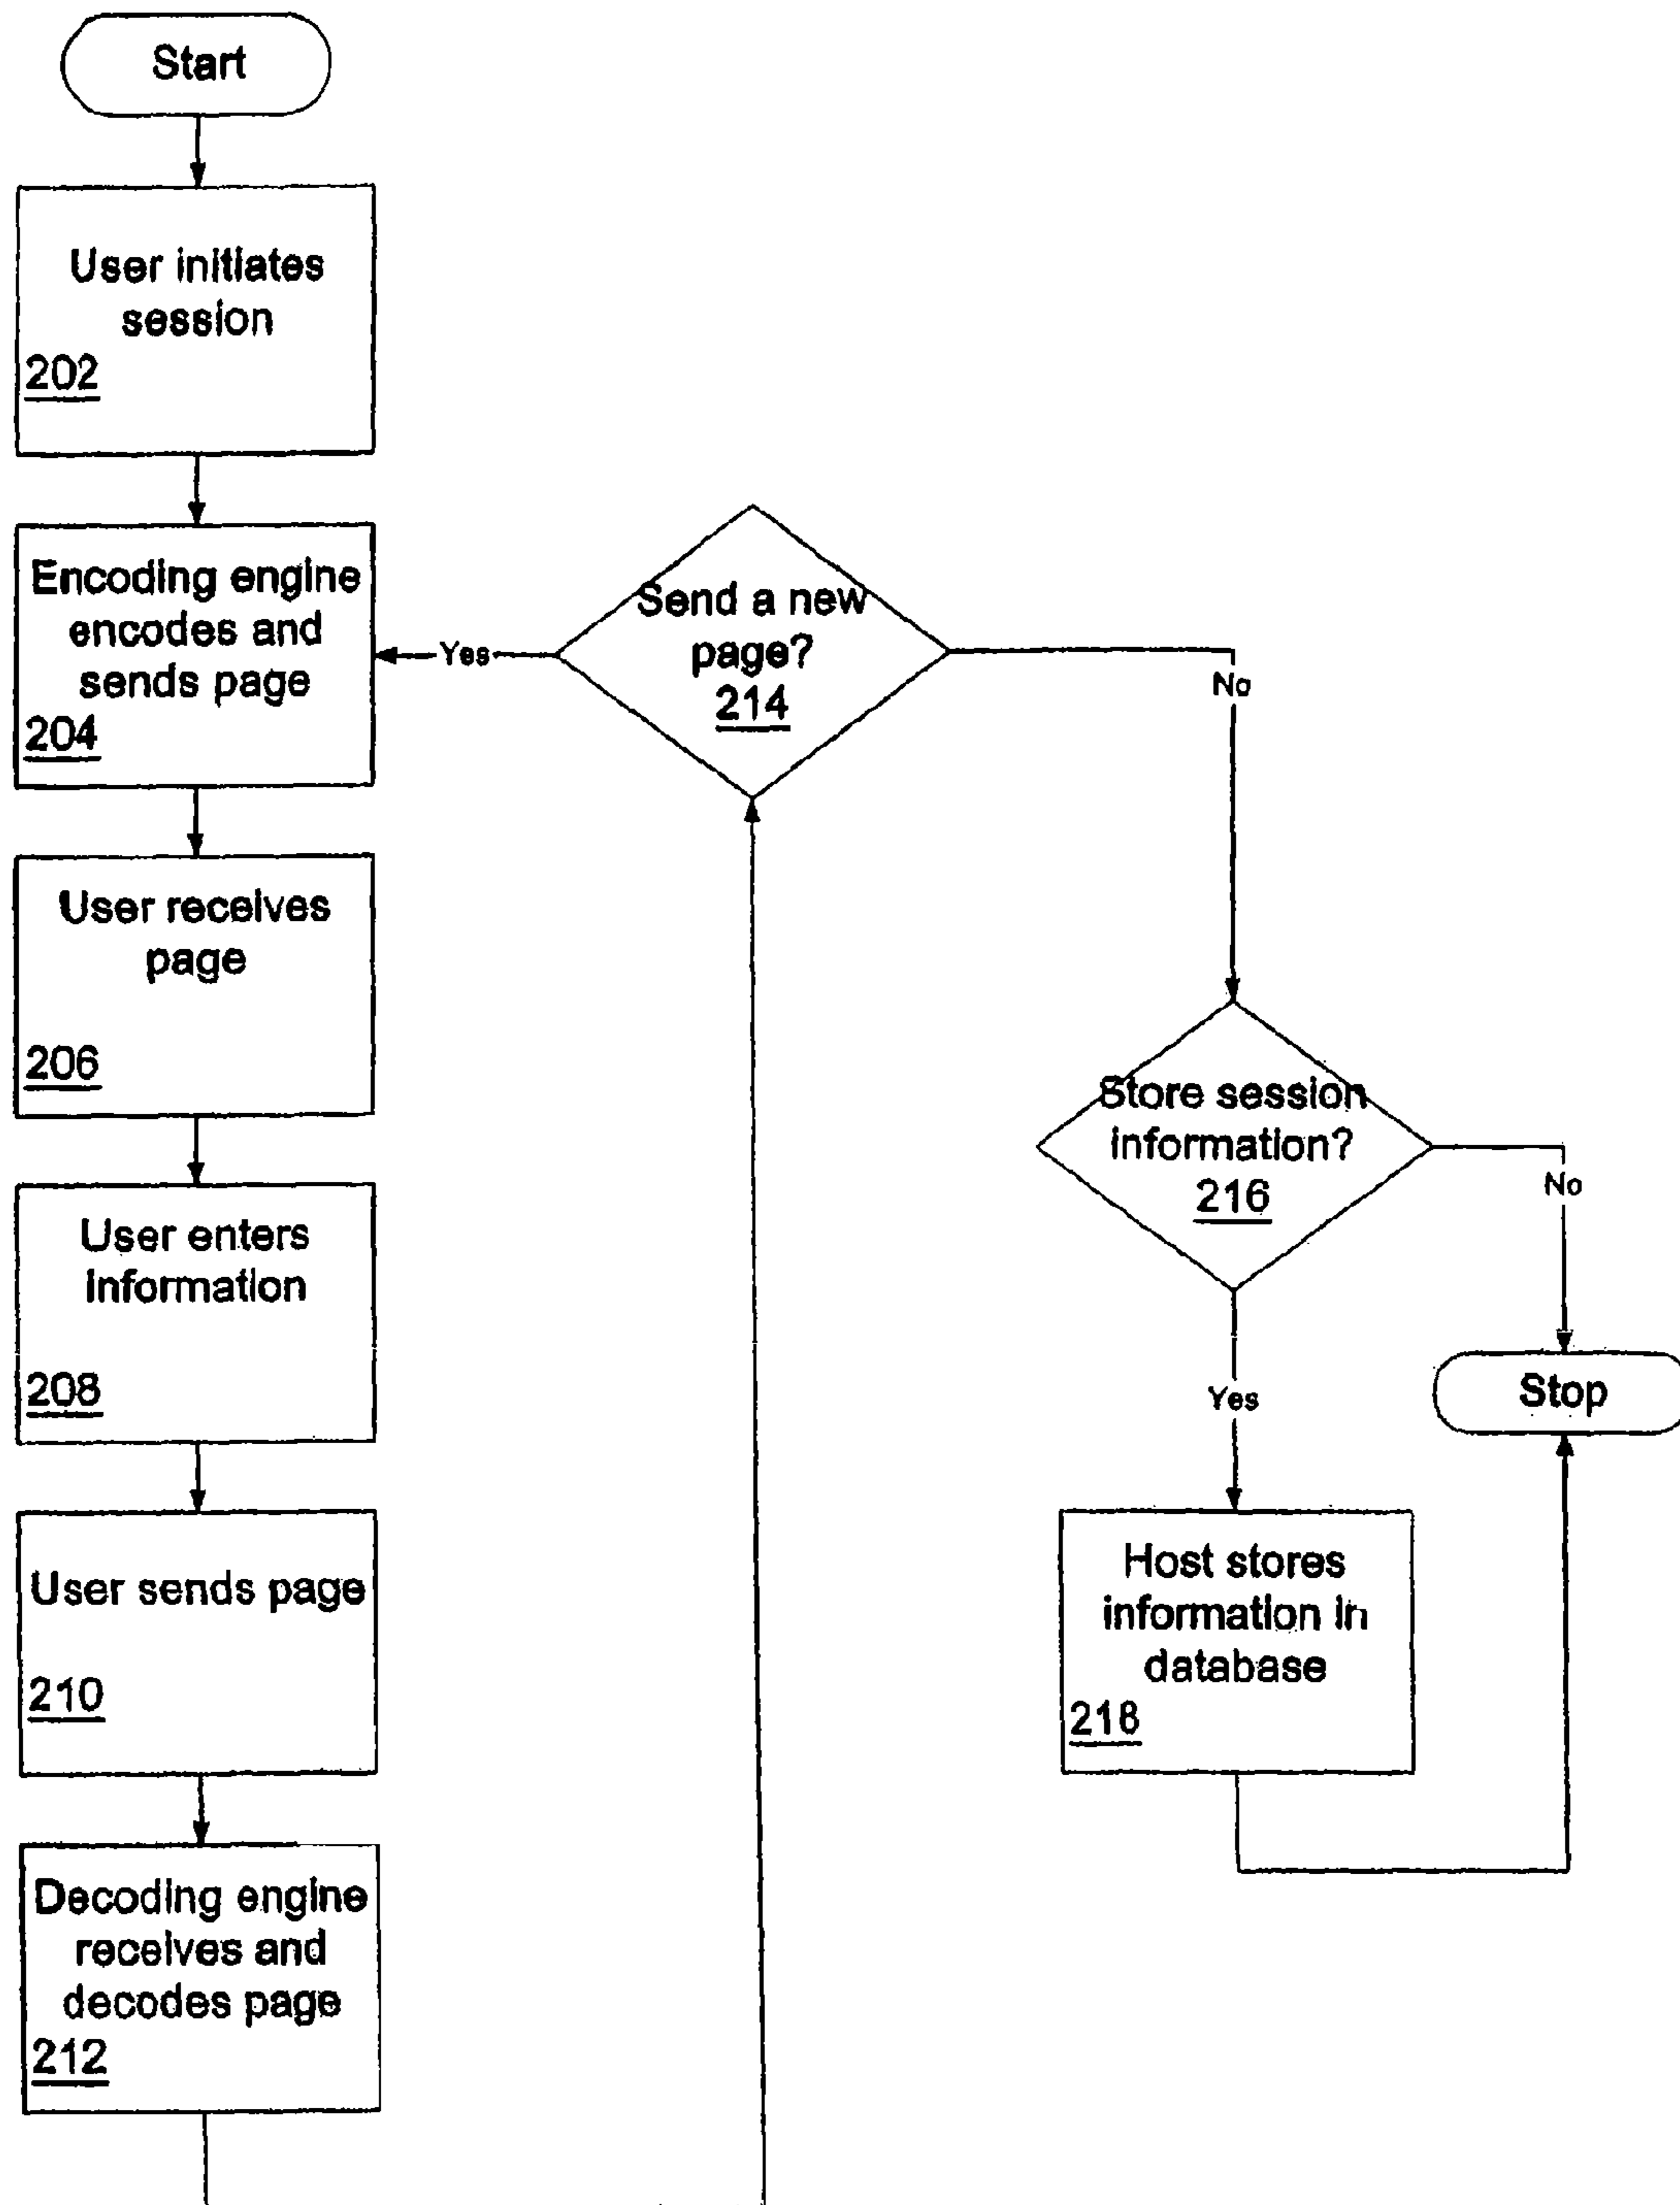 Start
User initiates
session
202
Encoding engine
encodes and
sends page
204
User receives
page
206
User enters
information
208
User sends page
210
Decoding engine
receives and
decodes page
212
Send a new
page?
214
Yes
No
Store session
information?
216
No
Yes
Stop
Host stores
information in
database
218